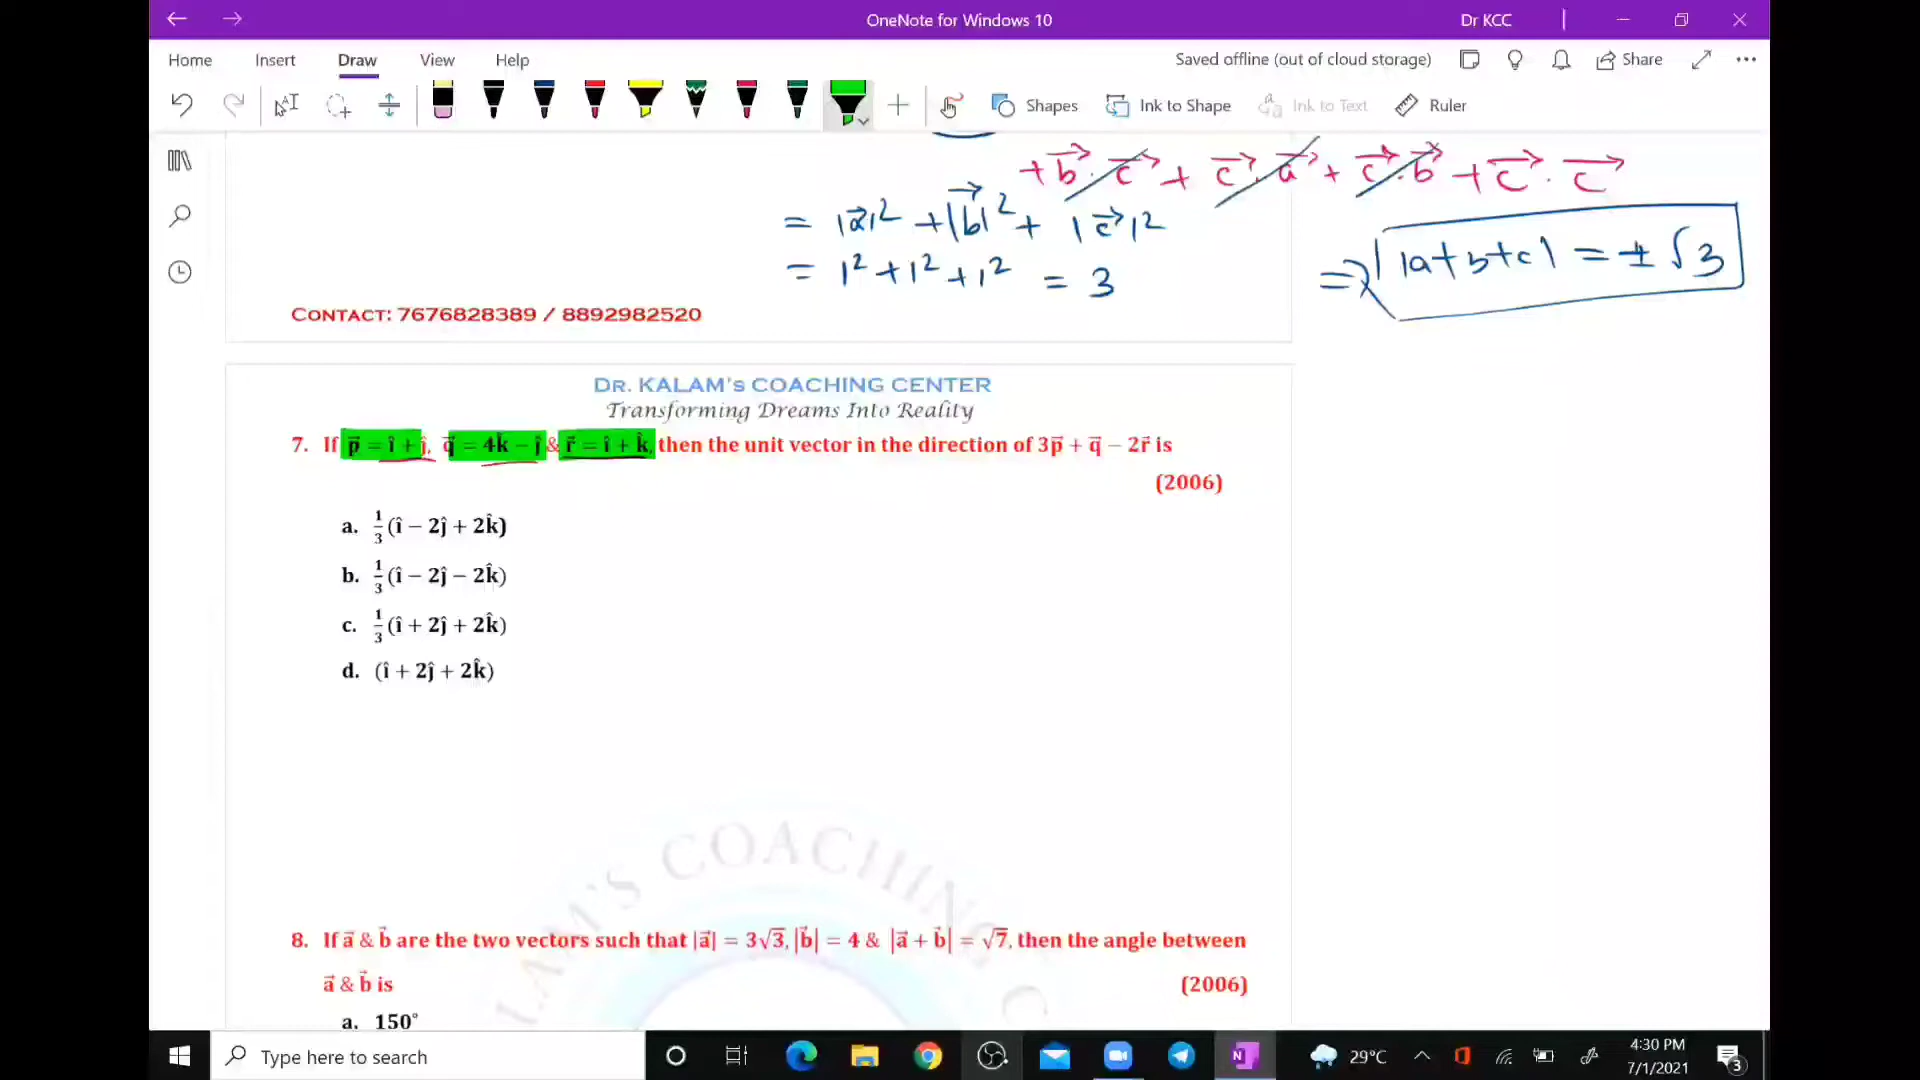 OneNote for Windows 10
Dr KCC
Home Insert Draw View Help
Saved offline (out of cloud storage)
Share
Shapes
Ink to Shape
Ink to Text
Ruler
+ b⃗ · c⃗ + c⃗ · a⃗ + c⃗ · b⃗ + c⃗ · c⃗
= |a⃗|² + |b⃗|² + |c⃗|²
= 1² + 1² + 1² = 3
⇒ |a+b+c| = ± √3
CONTACT: 7676828389 / 8892982520
DR. KALAM's COACHING CENTER
Transforming Dreams Into Reality
7. If p⃗ = î + ĵ, q⃗ = 4k̂ − ĵ & r⃗ = î + k̂, then the unit vector in the direction of 3p⃗ + q⃗ − 2r⃗ is
(2006)
a. 1/3 (î − 2ĵ + 2k̂)
b. 1/3 (î − 2ĵ − 2k̂)
c. 1/3 (î + 2ĵ + 2k̂)
d. (î + 2ĵ + 2k̂)
LAM'S COACHING C
8. If a⃗ & b⃗ are the two vectors such that |a⃗| = 3√3, |b⃗| = 4 & |a⃗ + b⃗| = √7, then the angle between
a⃗ & b⃗ is
(2006)
a. 150°
Type here to search
29°C
4:30 PM
7/1/2021
3